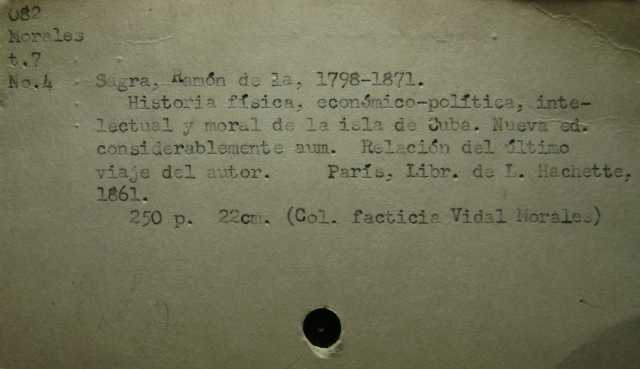 082
Morales
t.7
No.4 Sagra, Ramón de la, 1798-1871.
Historia física, económico-política, inte-
lectual y moral de la isla de Cuba. Nueva ed.
considerablemente aum. Relación del último
viaje del autor. París, Libr. de L. Hachette,
1861.
250 p. 22cm. (Col. facticia Vidal Morales)